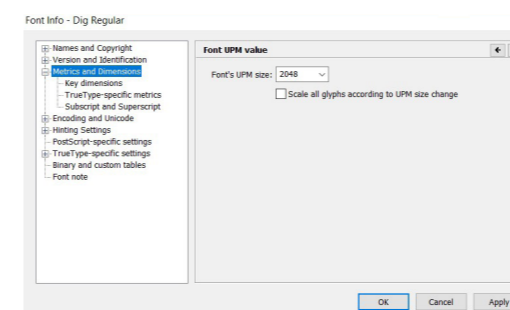 Font Info - Dig Regular
Names and Copyright
Version and Identification
Metrics and Dimensions
Key dimensions
TrueType-specific metrics
Subscript and Superscript
Encoding and Unicode
Hinting Settings
PostScript-specific settings
TrueType-specific settings
Binary and custom tables
Font note
Font UPM value
Font's UPM size: 2048
Scale all glyphs according to UPM size change
OK Cancel Apply